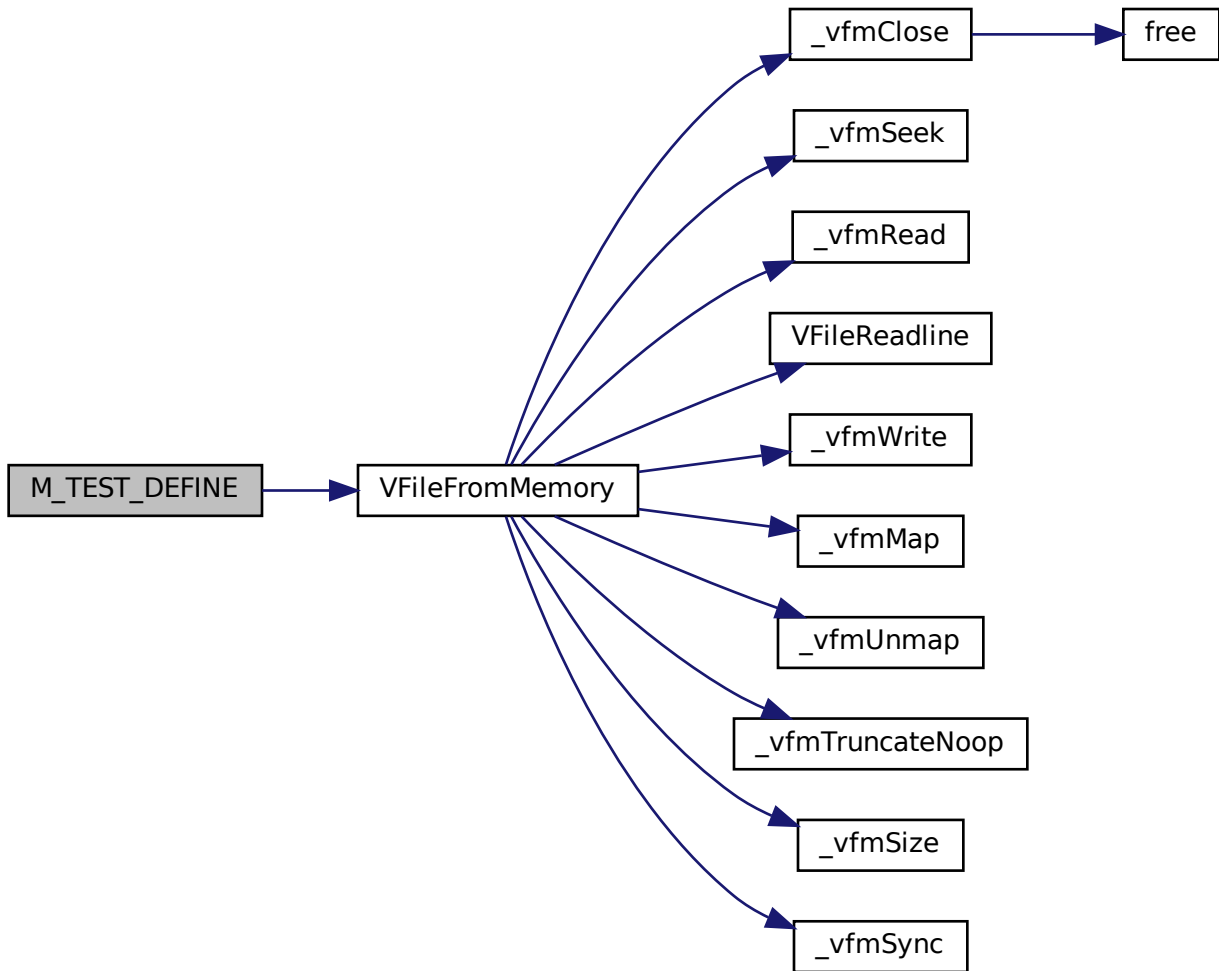 _vfmClose
free
_vfmSeek
_vfmRead
VFileReadline
_vfmWrite
M_TEST_DEFINE
VFileFromMemory
_vfmMap
_vfmUnmap
_vfmTruncateNoop
_vfmSize
_vfmSync